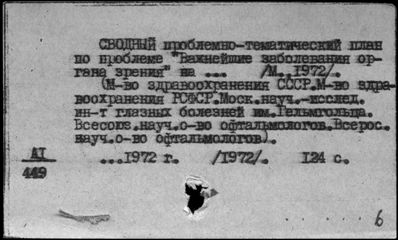 СВОДНЫЙ проблемно-тематический план
по проблеме "Важнейшие заболевания ор-
гана зрения" на ... /М..1972/.
(М-во здравоохранения СССР.М-во здра-
воохранения РСФСР.Моск.науч.-исслед.
ин-т глазных болезней им.Гельмгольца.
Всесоюз.науч.о-во офтальмологов.Всерос.
науч.о-во офтальмологов).
АI
449
...1972 г. /1972/. 124 с.
6